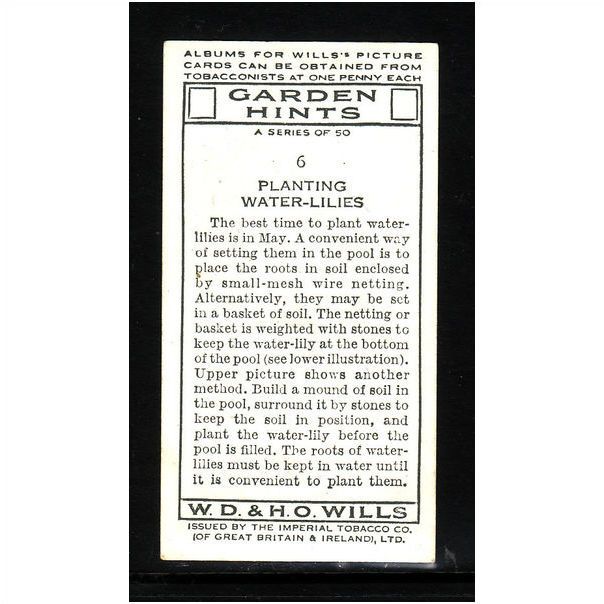 ALBUMS FOR WILLS'S PICTURE
CARDS CAN BE OBTAINED FROM
TOBACCONISTS AT ONE PENNY EACH
GARDEN
HINTS
A SERIES OF 50
6
PLANTING
WATER-LILIES
The best time to plant water-
lilies is in May. A convenient way
of setting them in the pool is to
place the roots in soil enclosed
by small-mesh wire netting.
Alternatively, they may be set
in a basket of soil. The netting or
basket is weighted with stones to
keep the water-lily at the bottom
of the pool (see lower illustration).
Upper picture shows another
method. Build a mound of soil in
the pool, surround it by stones to
keep the soil in position, and
plant the water-lily before the
pool is filled. The roots of water-
lilies must be kept in water until
it is convenient to plant them.
W. D. & H. O. WILLS
ISSUED BY THE IMPERIAL TOBACCO CO.
(OF GREAT BRITAIN & IRELAND), LTD.